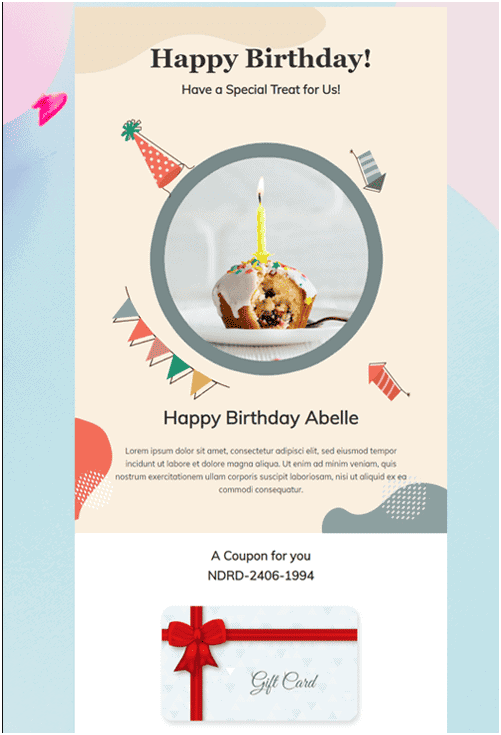 Happy Birthday!
Have a Special Treat for Us!
Happy Birthday Abelle
Lorem ipsum dolor sit amet, consectetur adipisci elit, sed eiusmod tempor
incidunt ut labore et dolore magna aliqua. Ut enim ad minim veniam, quis
nostrum exercitationem ullam corporis suscipit laboriosam, nisi ut aliquid ex ea
commodi consequatur.
A Coupon for you
NDRD-2406-1994
Gift Card